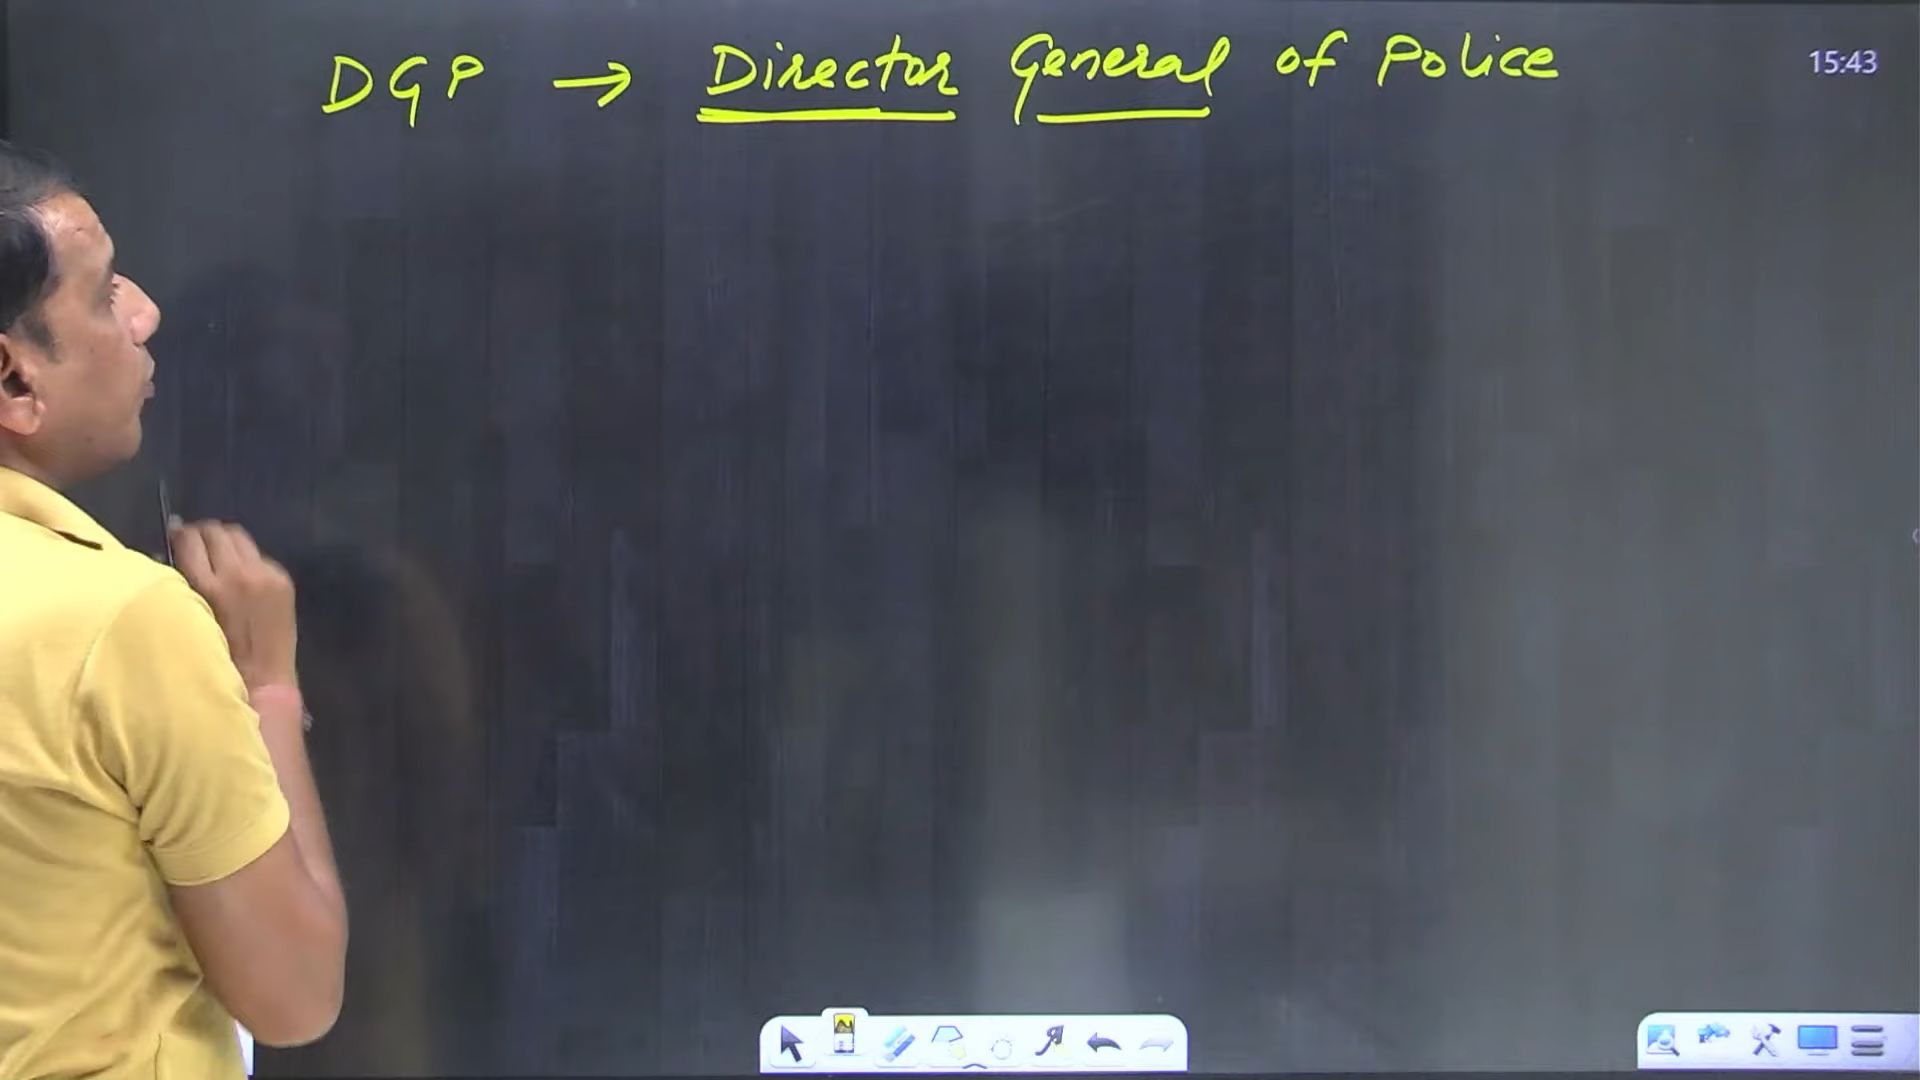 DGP → Director General of Police
15:43